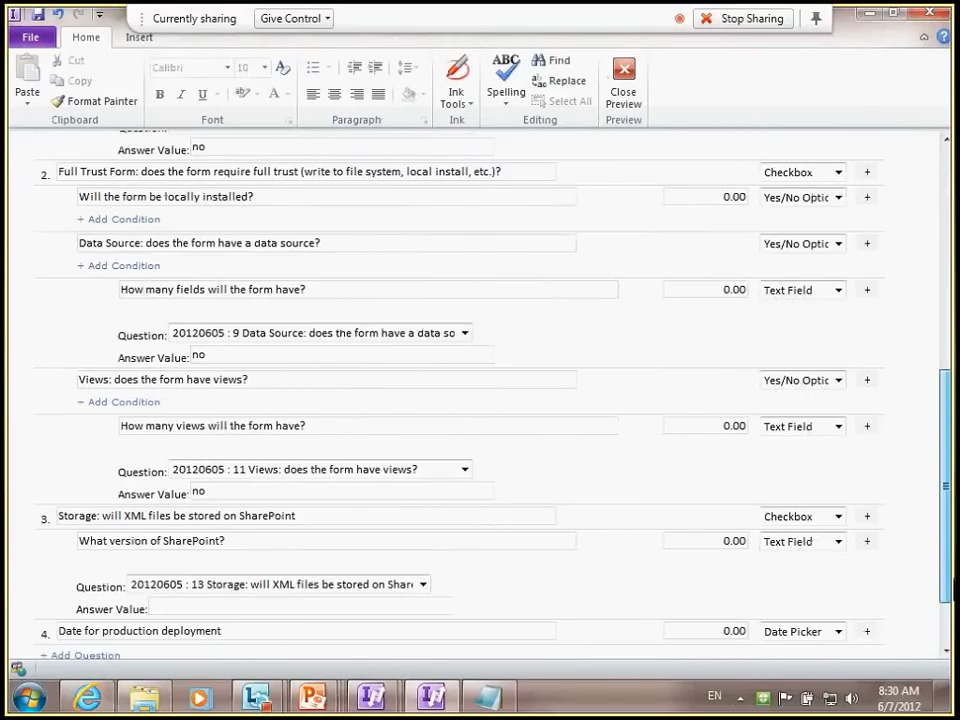 Currently sharing Give Control Stop Sharing
File Home Insert
Paste Cut Copy Format Painter Clipboard
Calibri 10 B I U A Font
Paragraph
Ink Tools Ink
ABC Spelling Find Replace Select All Editing
Close Preview Preview
Answer Value: no
2. Full Trust Form: does the form require full trust (write to file system, local install, etc.)? Checkbox +
Will the form be locally installed? 0.00 Yes/No Optic +
+ Add Condition
Data Source: does the form have a data source? Yes/No Optic +
+ Add Condition
How many fields will the form have? 0.00 Text Field +
Question: 20120605 : 9 Data Source: does the form have a data so
Answer Value: no
Views: does the form have views? Yes/No Optic +
+ Add Condition
How many views will the form have? 0.00 Text Field +
Question: 20120605 : 11 Views: does the form have views?
Answer Value: no
3. Storage: will XML files be stored on SharePoint Checkbox +
What version of SharePoint? 0.00 Text Field +
Question: 20120605 : 13 Storage: will XML files be stored on Share
Answer Value:
4. Date for production deployment 0.00 Date Picker +
+ Add Question
EN 8:30 AM
6/7/2012